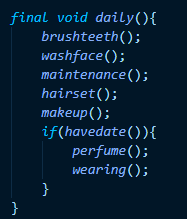 final void daily(){
    brushteeth();
    washface();
    maintenance();
    hairset();
    makeup();
    if(havedate()){
        perfume();
        wearing();
    }
}